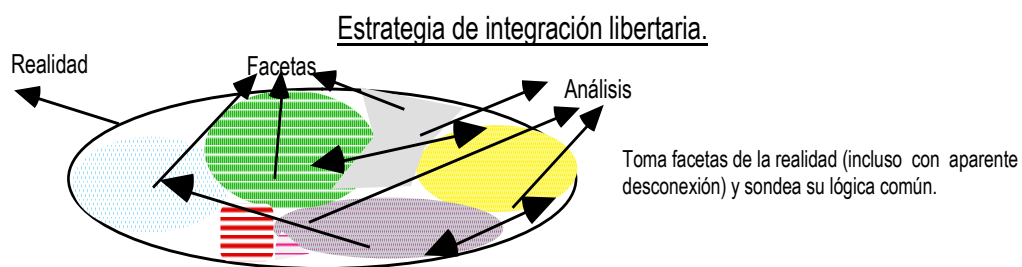 Estrategia de integración libertaria.
Realidad
Facetas
Análisis
Toma facetas de la realidad (incluso con aparente
desconexión) y sondea su lógica común.